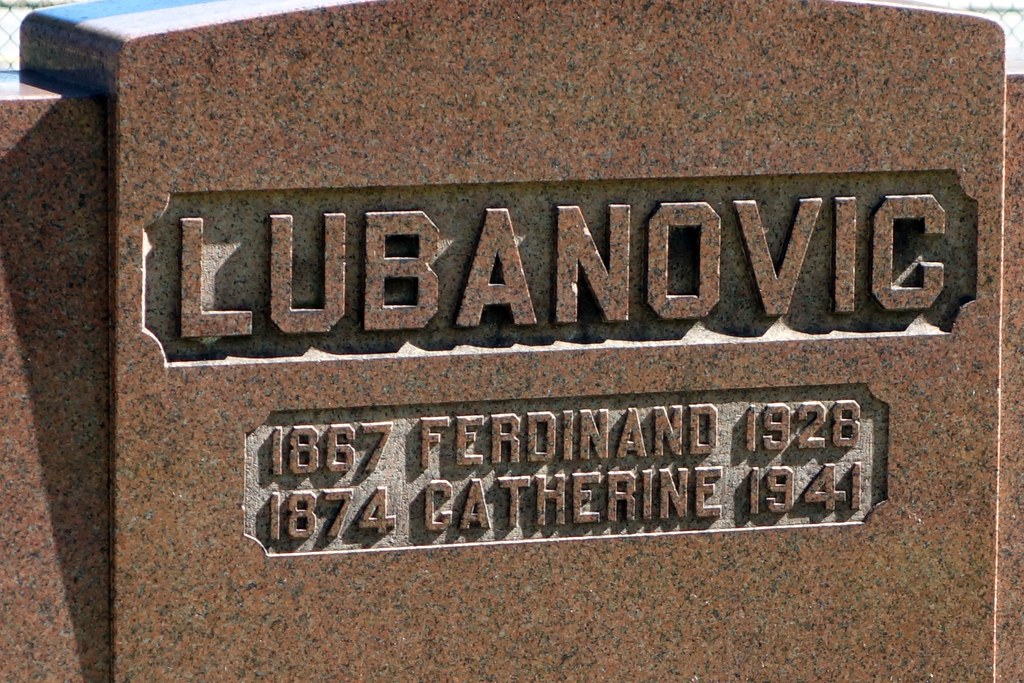 LUBANOVIC
1867 FERDINAND 1928
1874 CATHERINE 1941